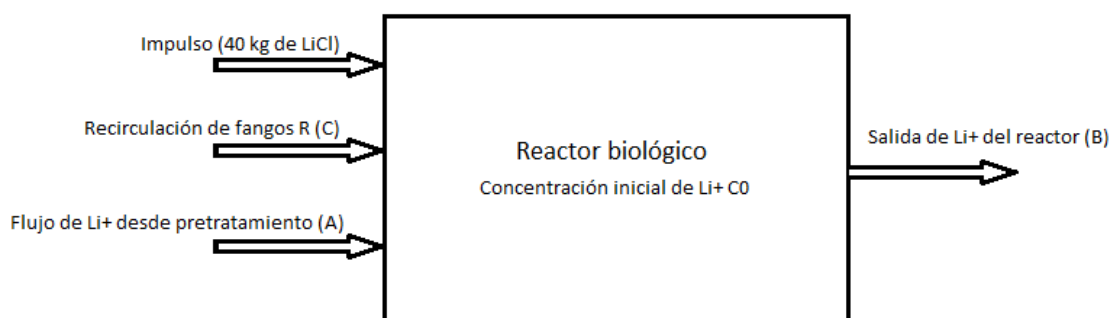 Impulso (40 kg de LiCl)
Recirculación de fangos R (C)
Flujo de Li+ desde pretratamiento (A)
Reactor biológico
Concentración inicial de Li+ C0
Salida de Li+ del reactor (B)